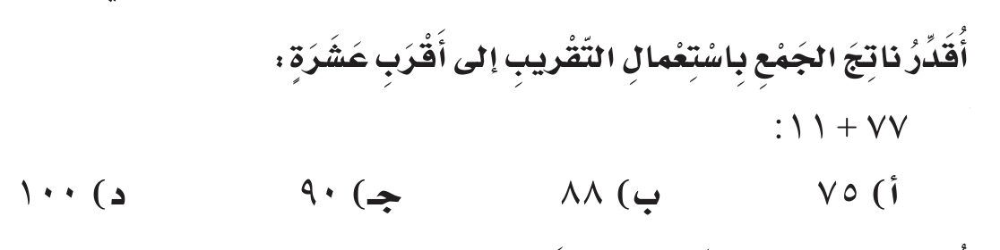 أُقَدِّرُ ناتِجَ الجَمْعِ بِاسْتِعْمالِ التّقْريبِ إلى أَقْرَبِ عَشَرَةٍ :
٧٧ + ١١ :
أ) ٧٥ ب) ٨٨ جـ) ٩٠ د) ١٠٠